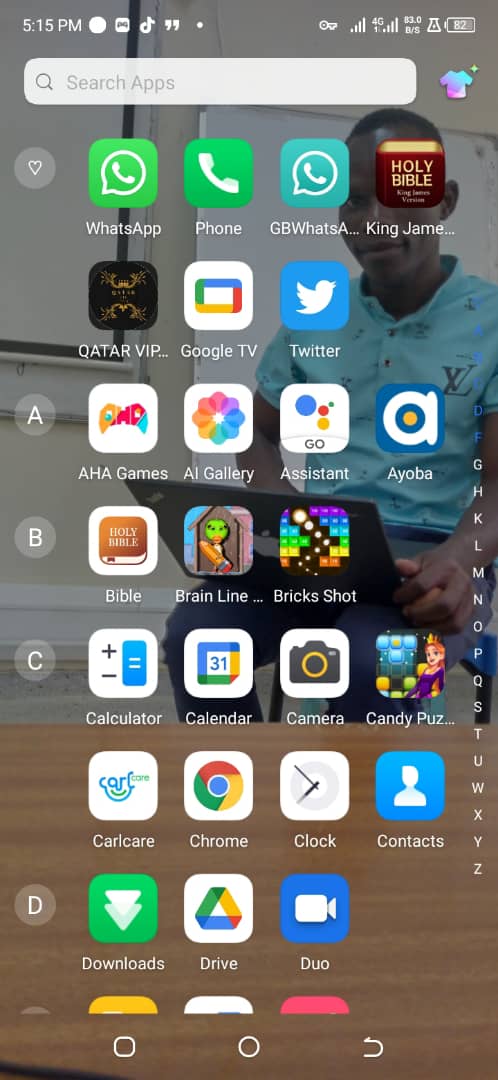 5:15 PM 4G 83.0 B/S 82
Search Apps
HOLY BIBLE King James Version
WhatsApp Phone GBWhatsA... King Jame...
QATAR
QATAR VIP... Google TV Twitter
A
GO
AHA Games AI Gallery Assistant Ayoba
B
HOLY BIBLE
Bible Brain Line ... Bricks Shot
C
31
Calculator Calendar Camera Candy Puz...
carlcare
Carlcare Chrome Clock Contacts
D
Downloads Drive Duo
D
F
G
H
K
L
M
N
O
P
Q
S
T
U
W
X
Y
Z